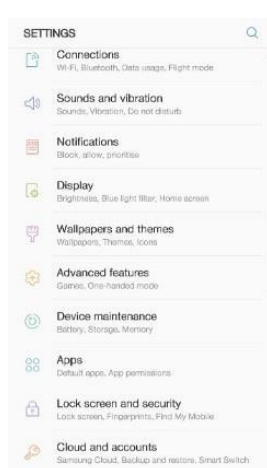 SETTINGS
Connections
Wi-Fi, Bluetooth, Data usage, Flight mode
Sounds and vibration
Sounds, Vibration, Do not disturb
Notifications
Block, allow, prioritise
Display
Brightness, Blue light filter, Home screen
Wallpapers and themes
Wallpapers, Themes, Icons
Advanced features
Games, One-handed mode
Device maintenance
Battery, Storage, Memory
Apps
Default apps, App permissions
Lock screen and security
Lock screen, Fingerprints, Find My Mobile
Cloud and accounts
Samsung Cloud, Backup and restore, Smart Switch